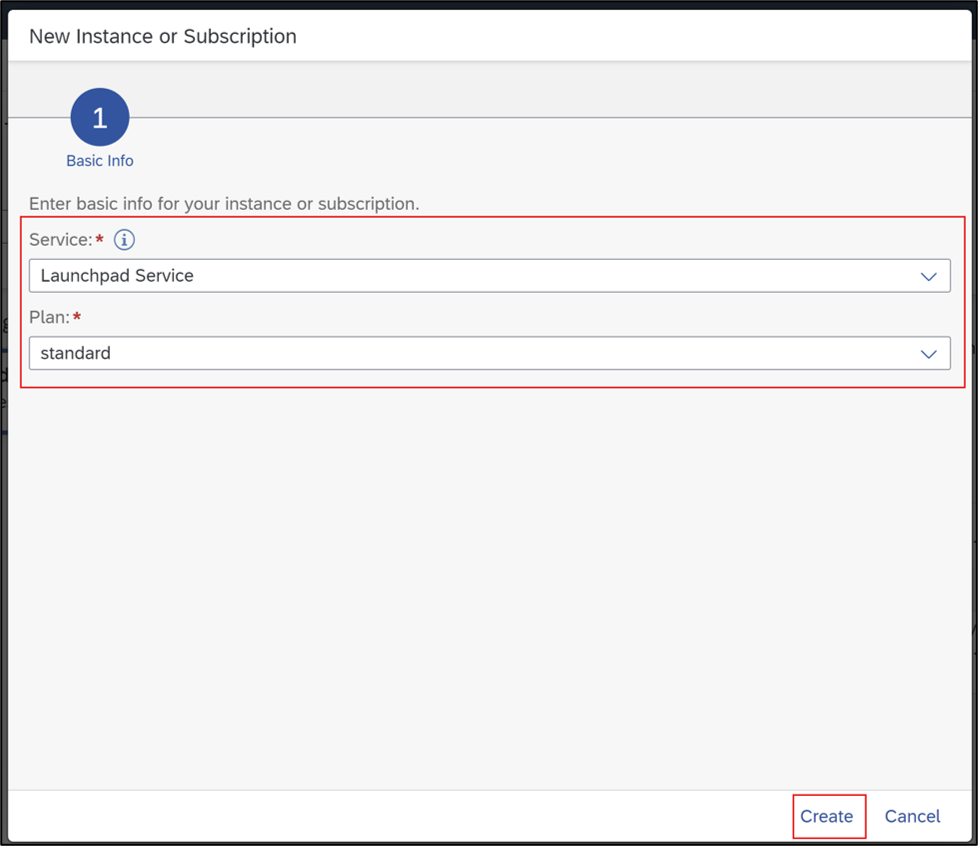 New Instance or Subscription
1
Basic Info
Enter basic info for your instance or subscription.
Service:*
Launchpad Service
Plan:*
standard
Create Cancel